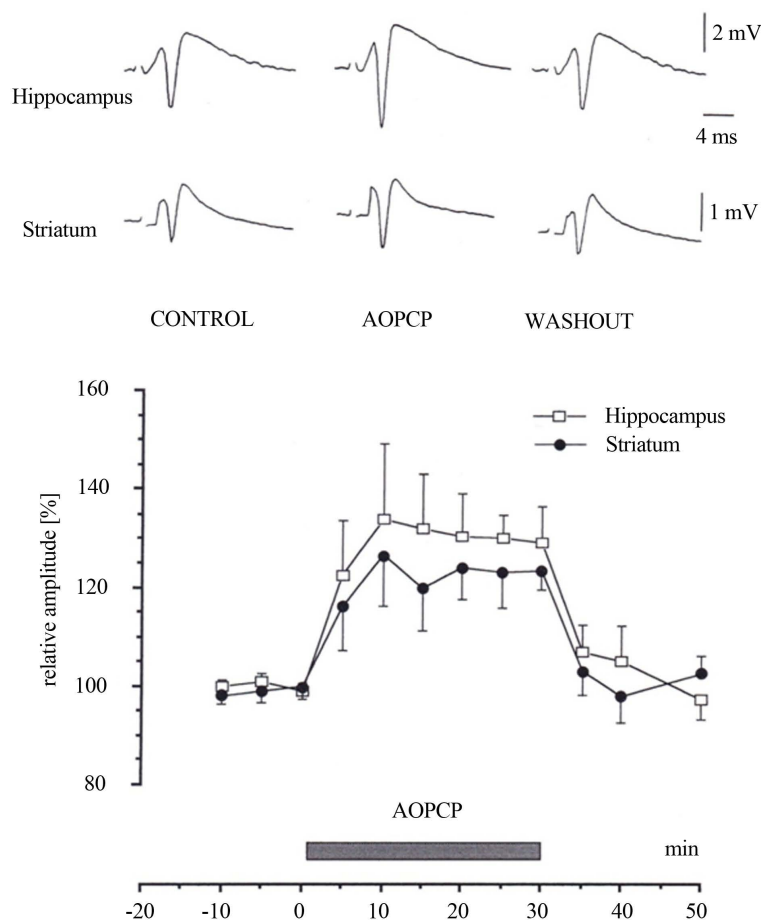 2 mV
Hippocampus
4 ms
Striatum
1 mV
CONTROL AOPCP WASHOUT
160
Hippocampus
Striatum
140
relative amplitude [%]
120
100
80
AOPCP
min
-20 -10 0 10 20 30 40 50